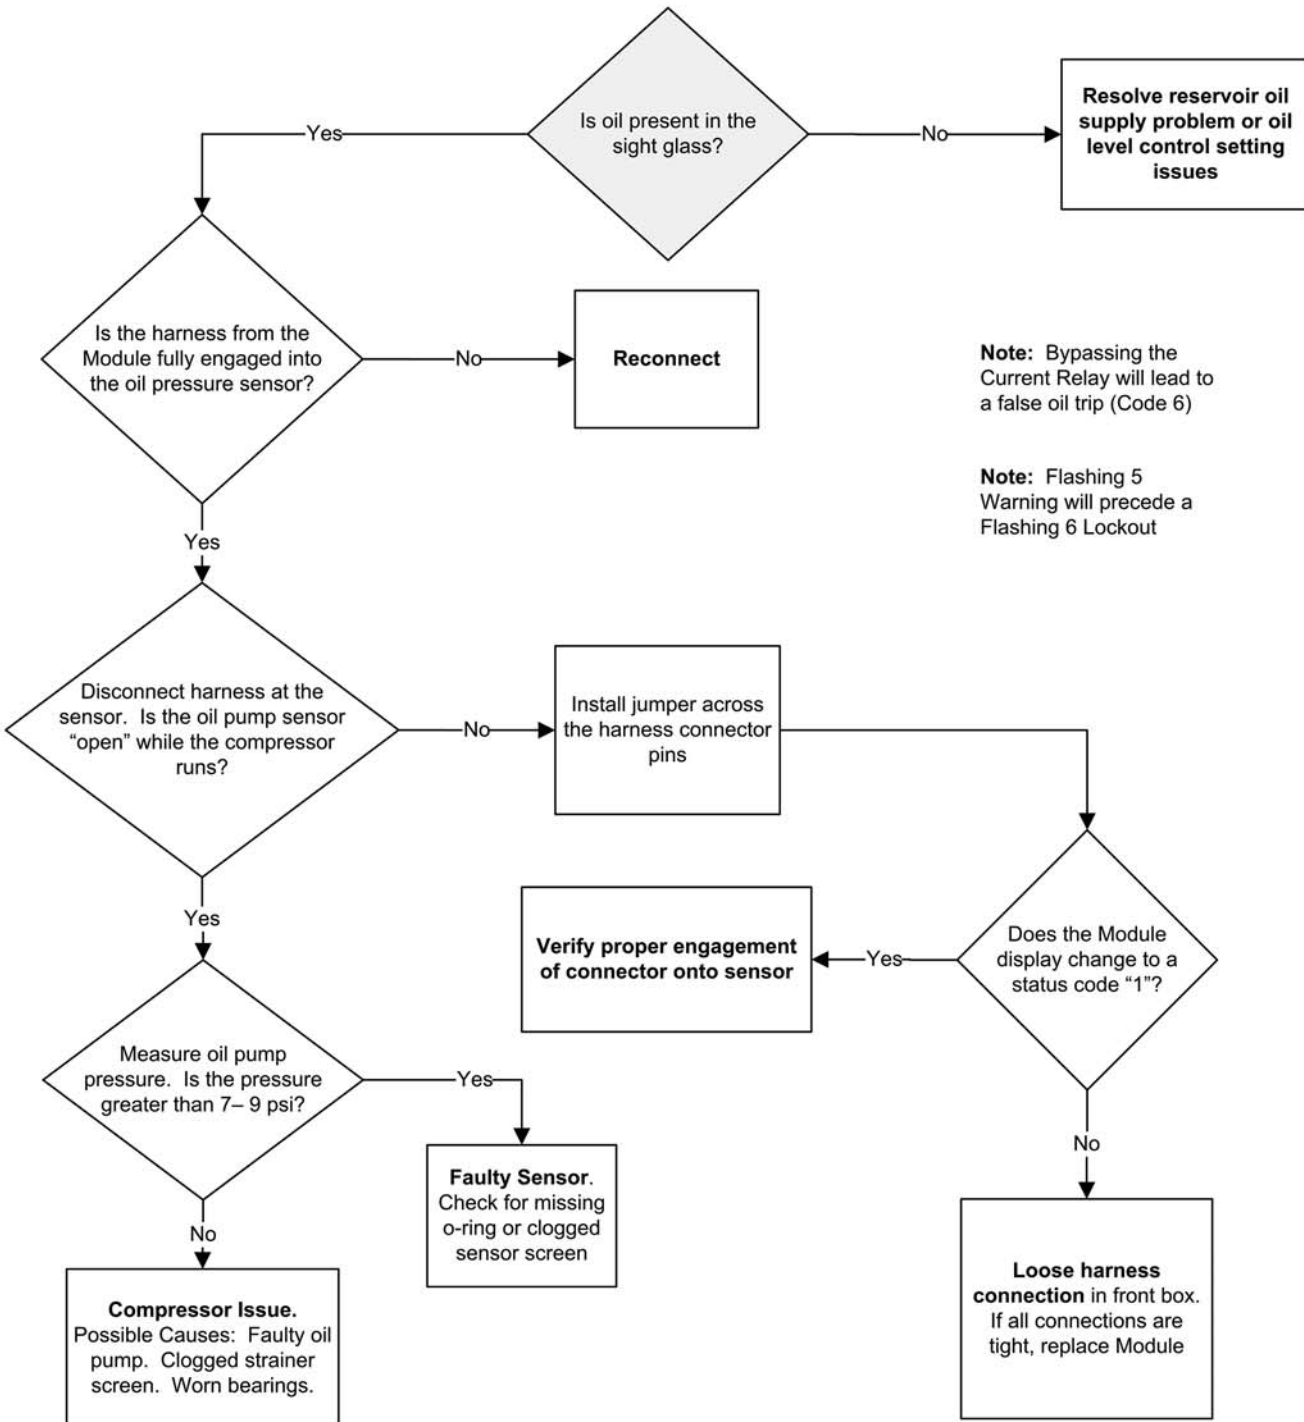 Is oil present in the
sight glass?
Yes
No
Resolve reservoir oil
supply problem or oil
level control setting
issues
Is the harness from the
Module fully engaged into
the oil pressure sensor?
No
Reconnect
Note: Bypassing the
Current Relay will lead to
a false oil trip (Code 6)
Note: Flashing 5
Warning will precede a
Flashing 6 Lockout
Yes
Disconnect harness at the
sensor. Is the oil pump sensor
“open” while the compressor
runs?
No
Install jumper across
the harness connector
pins
Yes
Does the Module
display change to a
status code “1”?
Yes
Verify proper engagement
of connector onto sensor
Measure oil pump
pressure. Is the pressure
greater than 7– 9 psi?
Yes
Faulty Sensor.
Check for missing
o-ring or clogged
sensor screen
No
Loose harness
connection in front box.
If all connections are
tight, replace Module
No
Compressor Issue.
Possible Causes: Faulty oil
pump. Clogged strainer
screen. Worn bearings.